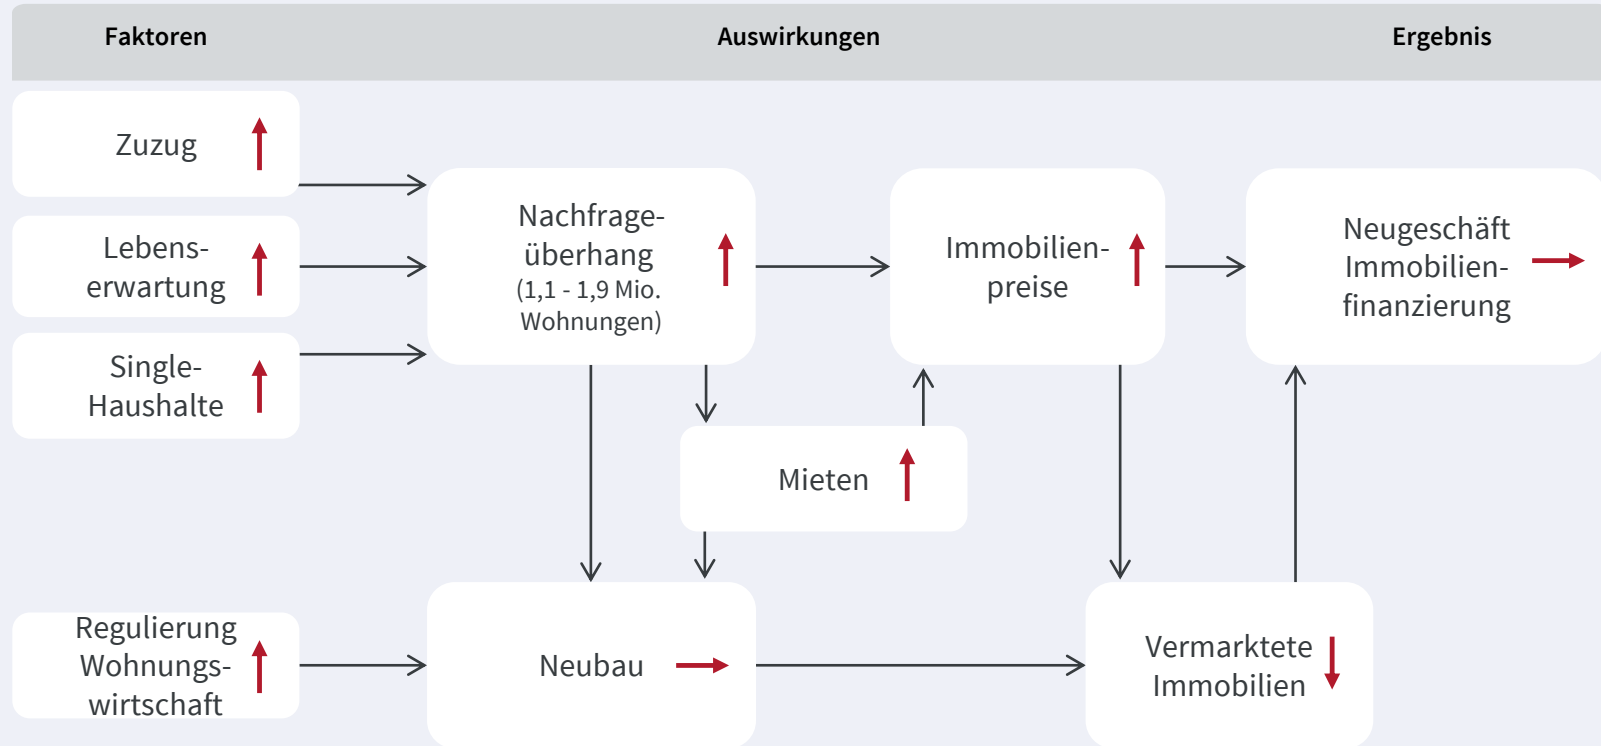 Faktoren
Auswirkungen
Ergebnis
Zuzug
Lebens-
erwartung
Single-
Haushalte
Regulierung
Wohnungs-
wirtschaft
Nachfrage-
überhang
(1,1 - 1,9 Mio.
Wohnungen)
Mieten
Neubau
Immobilien-
preise
Vermarktete
Immobilien
Neugeschäft
Immobilien-
finanzierung